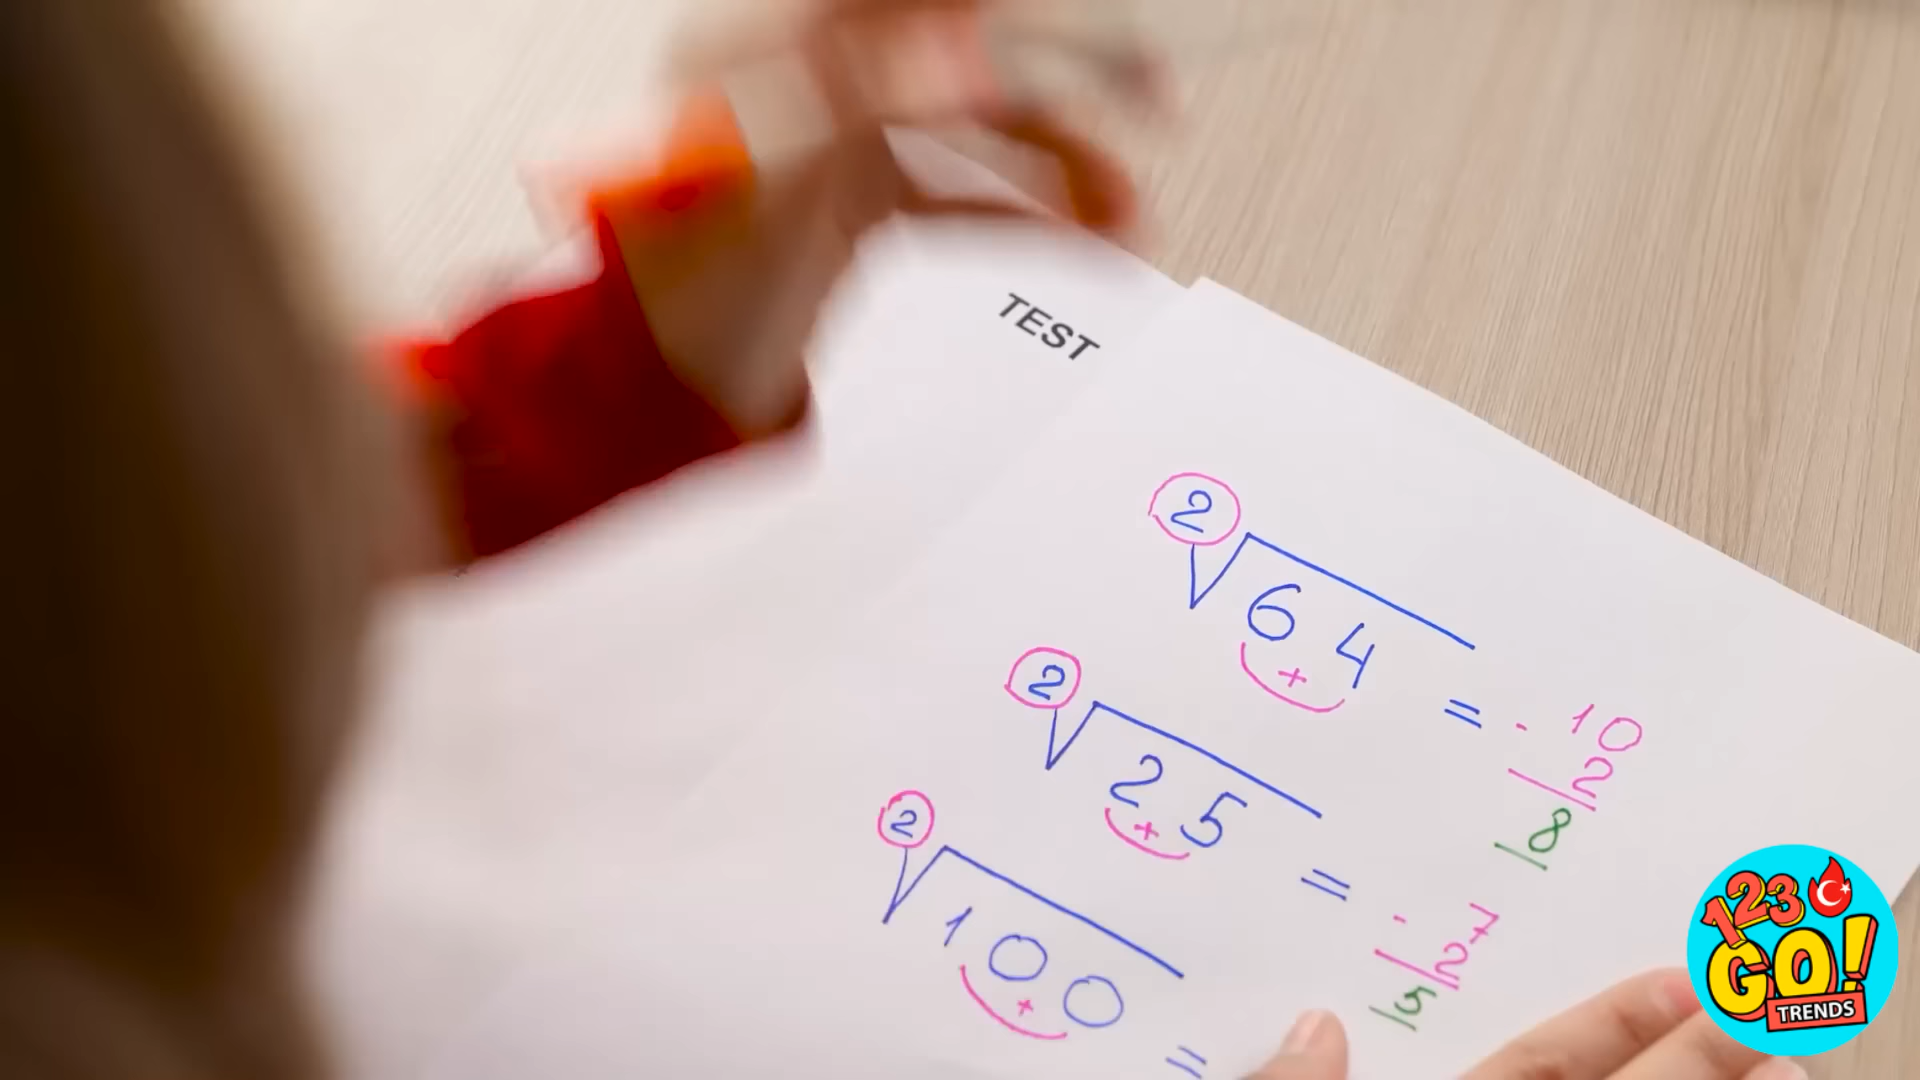 TEST
2√64 = - 10
+
2
8
2√25 = - 7
+
2
5
2√100 =
+
123
GO!
TRENDS